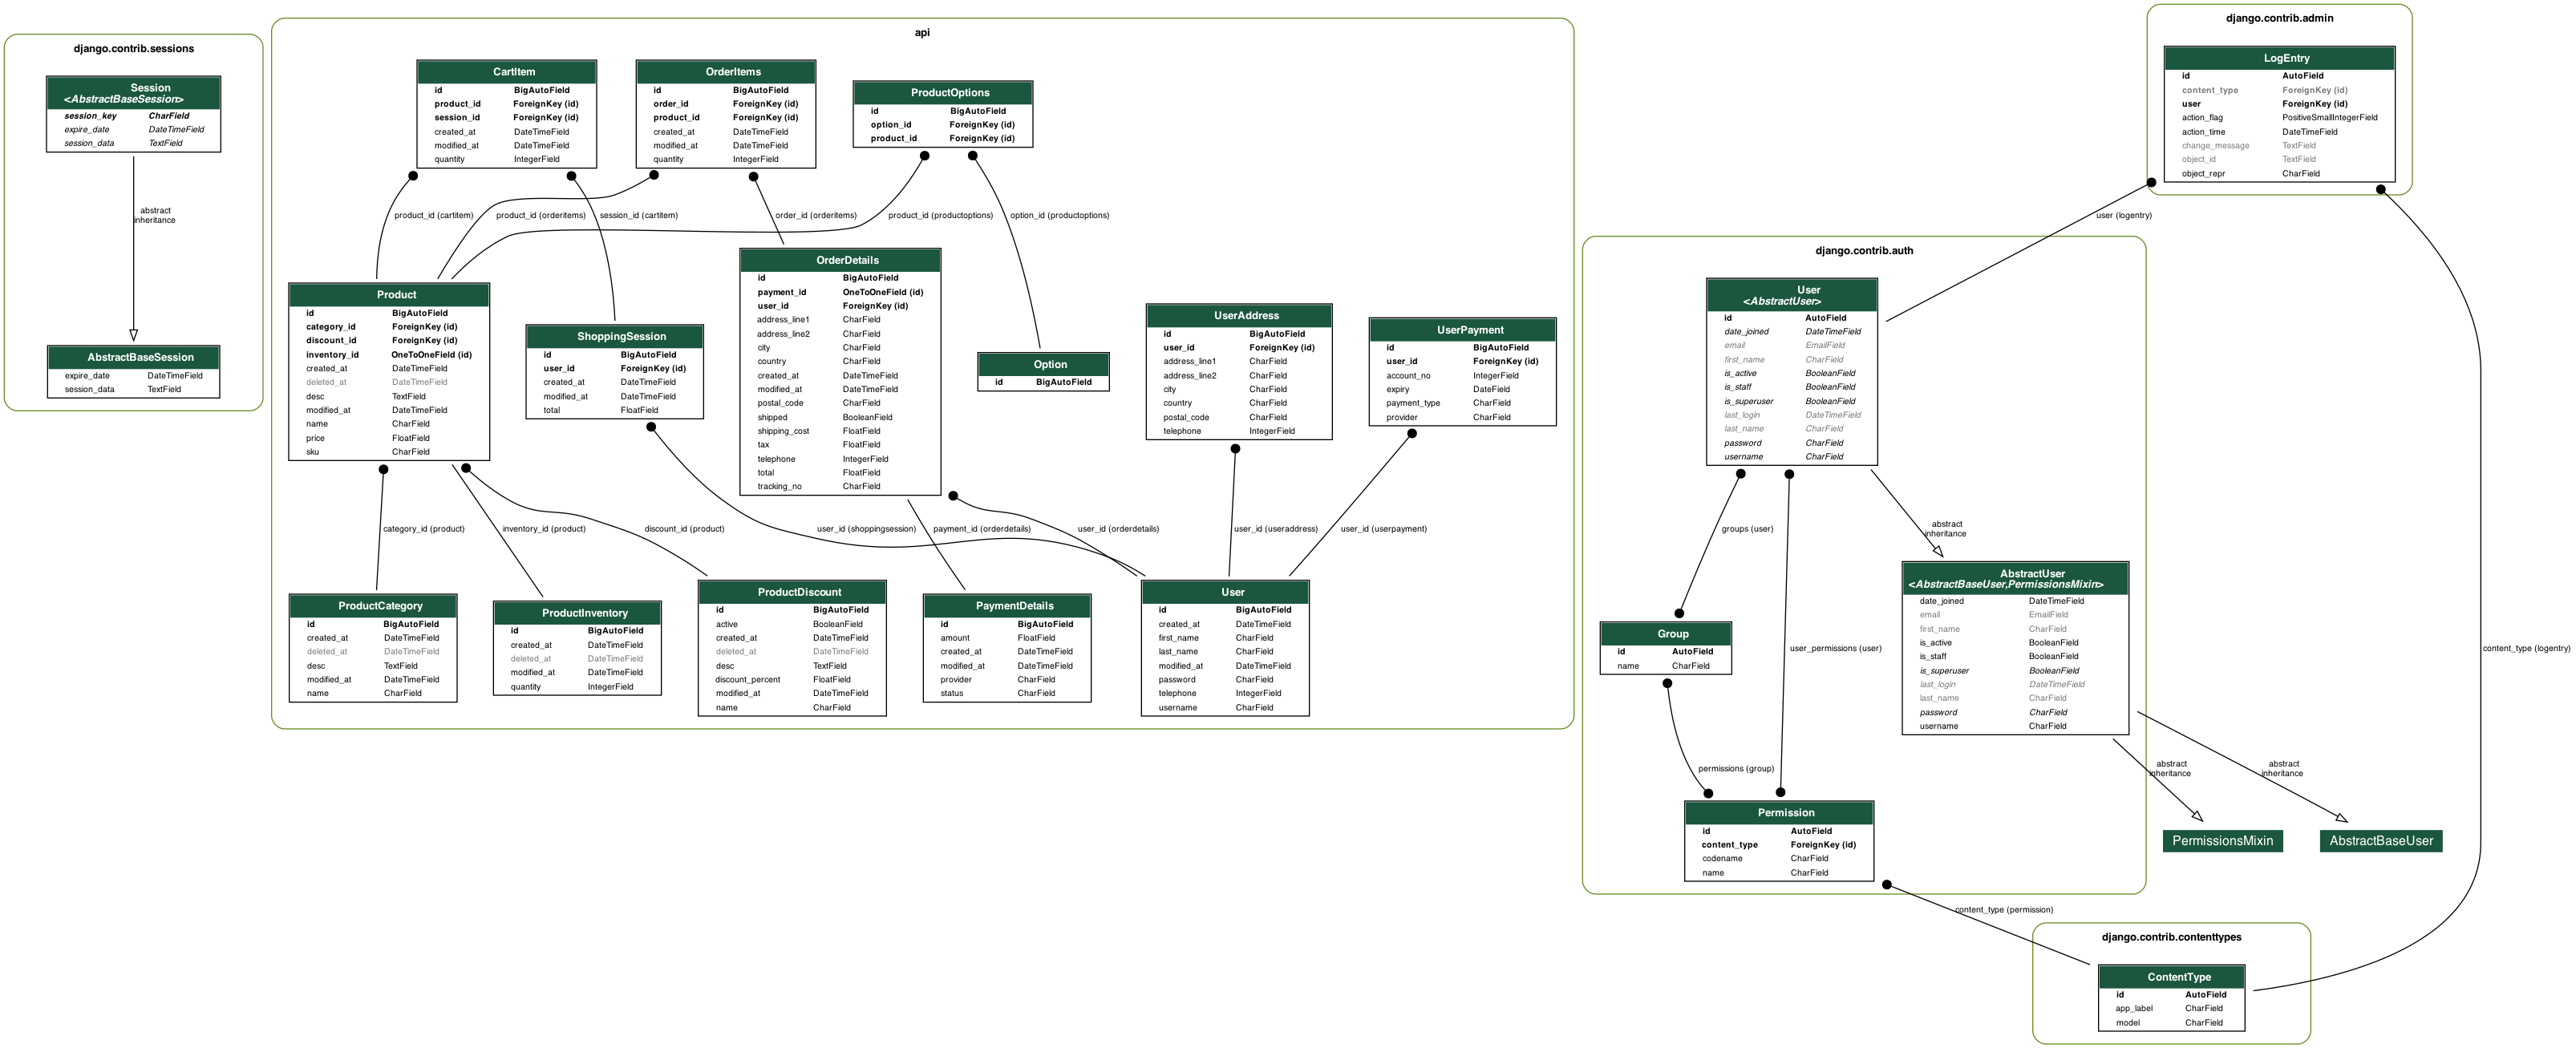 django.contrib.sessions
Session
<AbstractBaseSession>
session_key CharField
expire_date DateTimeField
session_data TextField
abstract
inheritance
AbstractBaseSession
expire_date DateTimeField
session_data TextField
api
CartItem
id BigAutoField
product_id ForeignKey (id)
session_id ForeignKey (id)
created_at DateTimeField
modified_at DateTimeField
quantity IntegerField
OrderItems
id BigAutoField
order_id ForeignKey (id)
product_id ForeignKey (id)
created_at DateTimeField
modified_at DateTimeField
quantity IntegerField
ProductOptions
id BigAutoField
option_id ForeignKey (id)
product_id ForeignKey (id)
product_id (cartitem)
product_id (orderitems)
session_id (cartitem)
order_id (orderitems)
product_id (productoptions)
option_id (productoptions)
Product
id BigAutoField
category_id ForeignKey (id)
discount_id ForeignKey (id)
inventory_id OneToOneField (id)
created_at DateTimeField
deleted_at DateTimeField
desc TextField
modified_at DateTimeField
name CharField
price FloatField
sku CharField
ShoppingSession
id BigAutoField
user_id ForeignKey (id)
created_at DateTimeField
modified_at DateTimeField
total FloatField
OrderDetails
id BigAutoField
payment_id OneToOneField (id)
user_id ForeignKey (id)
address_line1 CharField
address_line2 CharField
city CharField
country CharField
created_at DateTimeField
modified_at DateTimeField
postal_code CharField
shipped BooleanField
shipping_cost FloatField
tax FloatField
telephone IntegerField
total FloatField
tracking_no CharField
Option
id BigAutoField
UserAddress
id BigAutoField
user_id ForeignKey (id)
address_line1 CharField
address_line2 CharField
city CharField
country CharField
postal_code CharField
telephone IntegerField
UserPayment
id BigAutoField
user_id ForeignKey (id)
account_no IntegerField
expiry DateField
payment_type CharField
provider CharField
category_id (product)
inventory_id (product)
discount_id (product)
user_id (shoppingsession)
payment_id (orderdetails)
user_id (orderdetails)
user_id (useraddress)
user_id (userpayment)
ProductCategory
id BigAutoField
created_at DateTimeField
deleted_at DateTimeField
desc TextField
modified_at DateTimeField
name CharField
ProductInventory
id BigAutoField
created_at DateTimeField
deleted_at DateTimeField
modified_at DateTimeField
quantity IntegerField
ProductDiscount
id BigAutoField
active BooleanField
created_at DateTimeField
deleted_at DateTimeField
desc TextField
discount_percent FloatField
modified_at DateTimeField
name CharField
PaymentDetails
id BigAutoField
amount FloatField
created_at DateTimeField
modified_at DateTimeField
provider CharField
status CharField
User
id BigAutoField
created_at DateTimeField
first_name CharField
last_name CharField
modified_at DateTimeField
password CharField
telephone IntegerField
username CharField
django.contrib.admin
LogEntry
id AutoField
content_type ForeignKey (id)
user ForeignKey (id)
action_flag PositiveSmallIntegerField
action_time DateTimeField
change_message TextField
object_id TextField
object_repr CharField
user (logentry)
content_type (logentry)
django.contrib.auth
User
<AbstractUser>
id AutoField
date_joined DateTimeField
email EmailField
first_name CharField
is_active BooleanField
is_staff BooleanField
is_superuser BooleanField
last_login DateTimeField
last_name CharField
password CharField
username CharField
groups (user)
abstract
inheritance
Group
id AutoField
name CharField
user_permissions (user)
AbstractUser
<AbstractBaseUser,PermissionsMixin>
date_joined DateTimeField
email EmailField
first_name CharField
is_active BooleanField
is_staff BooleanField
is_superuser BooleanField
last_login DateTimeField
last_name CharField
password CharField
username CharField
permissions (group)
abstract
inheritance
abstract
inheritance
Permission
id AutoField
content_type ForeignKey (id)
codename CharField
name CharField
PermissionsMixin
AbstractBaseUser
content_type (permission)
django.contrib.contenttypes
ContentType
id AutoField
app_label CharField
model CharField